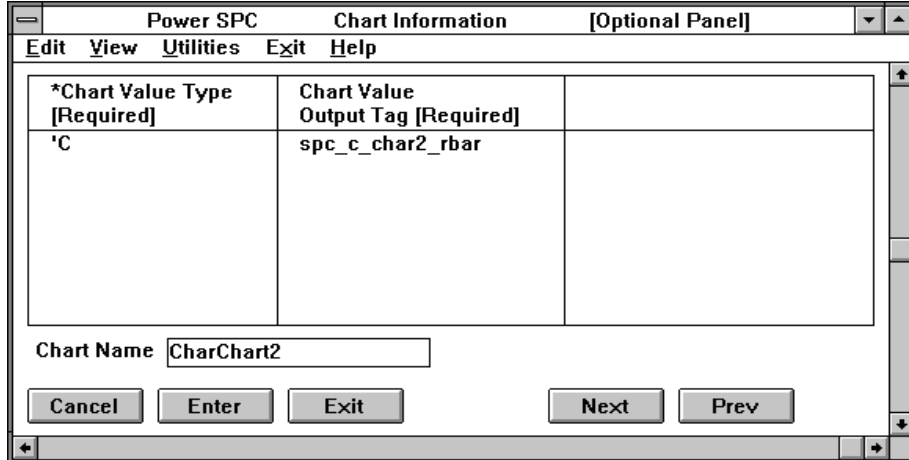 Power SPC Chart Information [Optional Panel]
Edit View Utilities Exit Help
*Chart Value Type Chart Value
[Required] Output Tag [Required]
'C spc_c_char2_rbar
Chart Name CharChart2
Cancel Enter Exit Next Prev